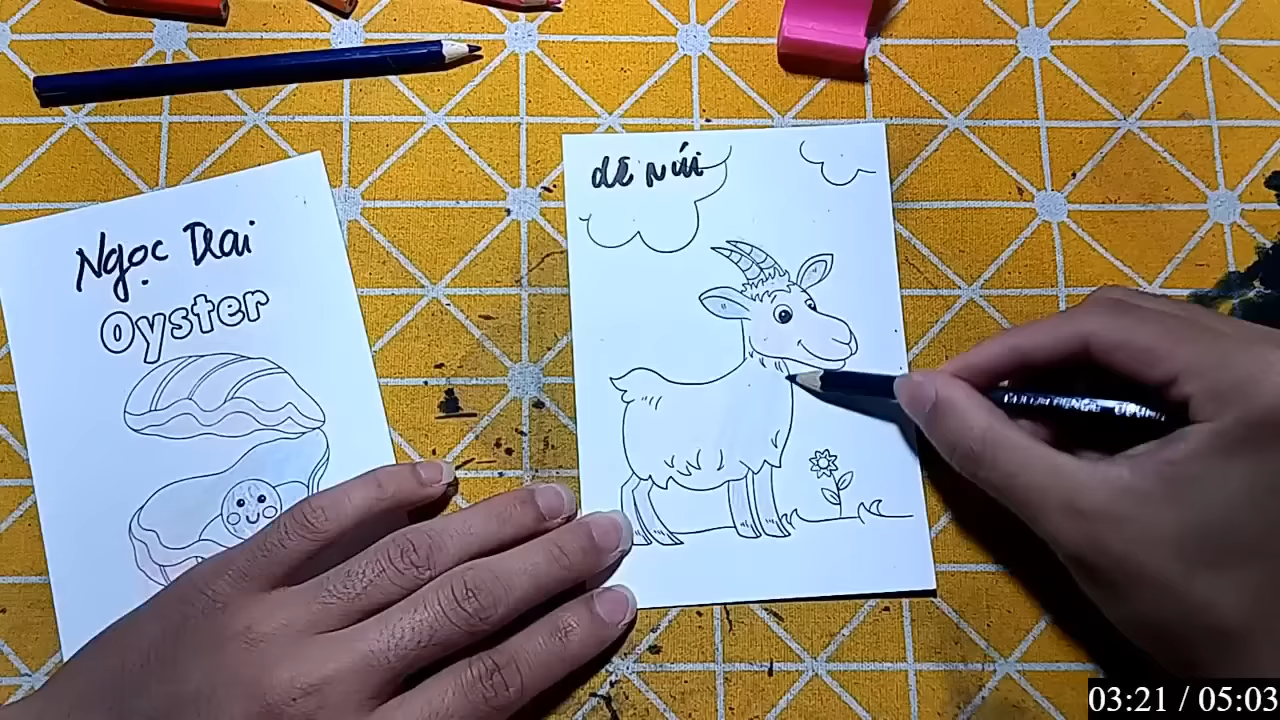 Ngọc Trai
Oyster
dê núi
03:21 / 05:03